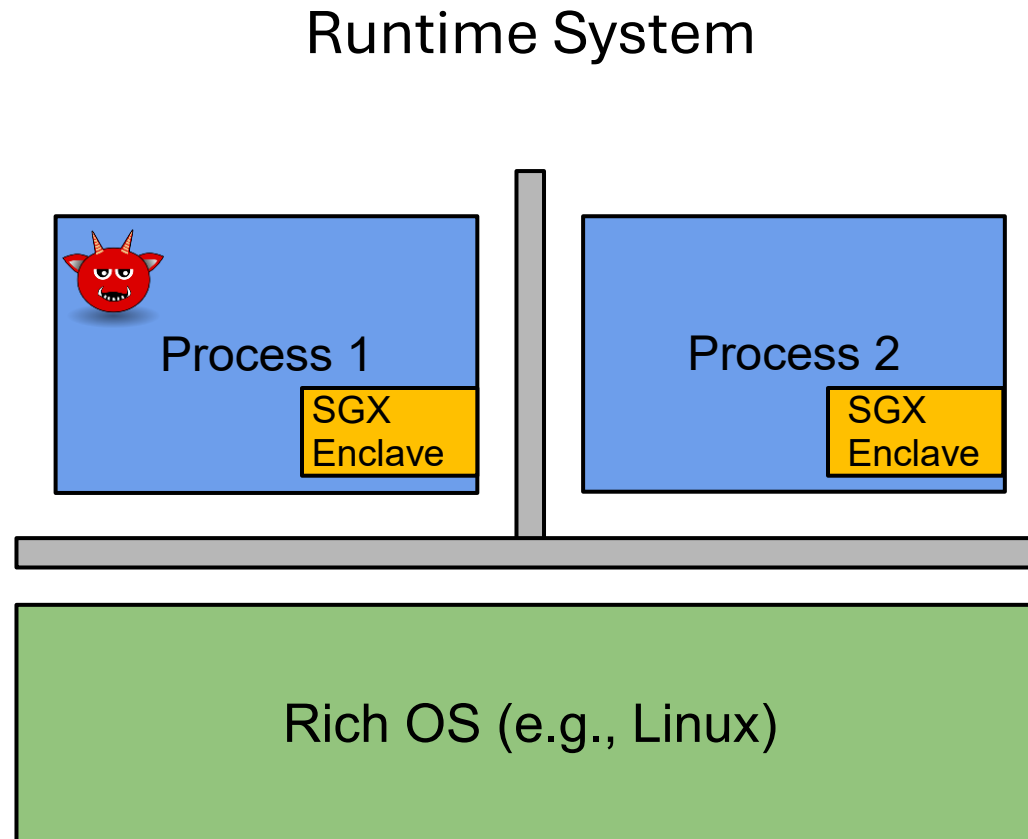 Runtime System
Process 1
SGX
Enclave
Process 2
SGX
Enclave
Rich OS (e.g., Linux)